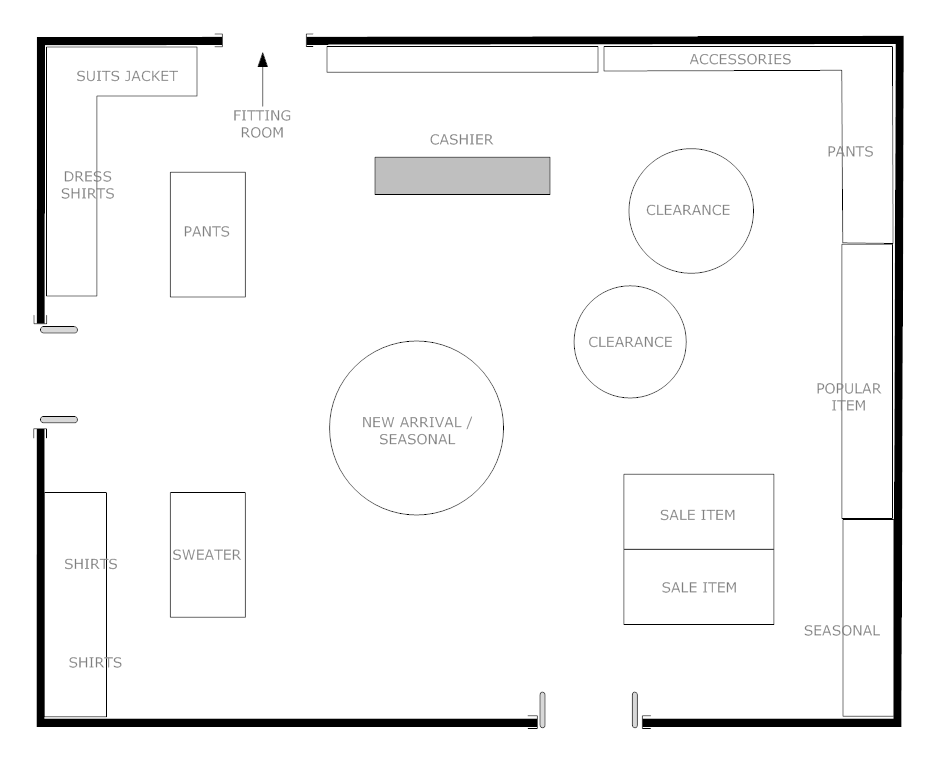 SUITS JACKET
ACCESSORIES
FITTING
ROOM
CASHIER
DRESS
SHIRTS
PANTS
PANTS
CLEARANCE
CLEARANCE
NEW ARRIVAL /
SEASONAL
POPULAR
ITEM
SALE ITEM
SWEATER
SHIRTS
SALE ITEM
SEASONAL
SHIRTS